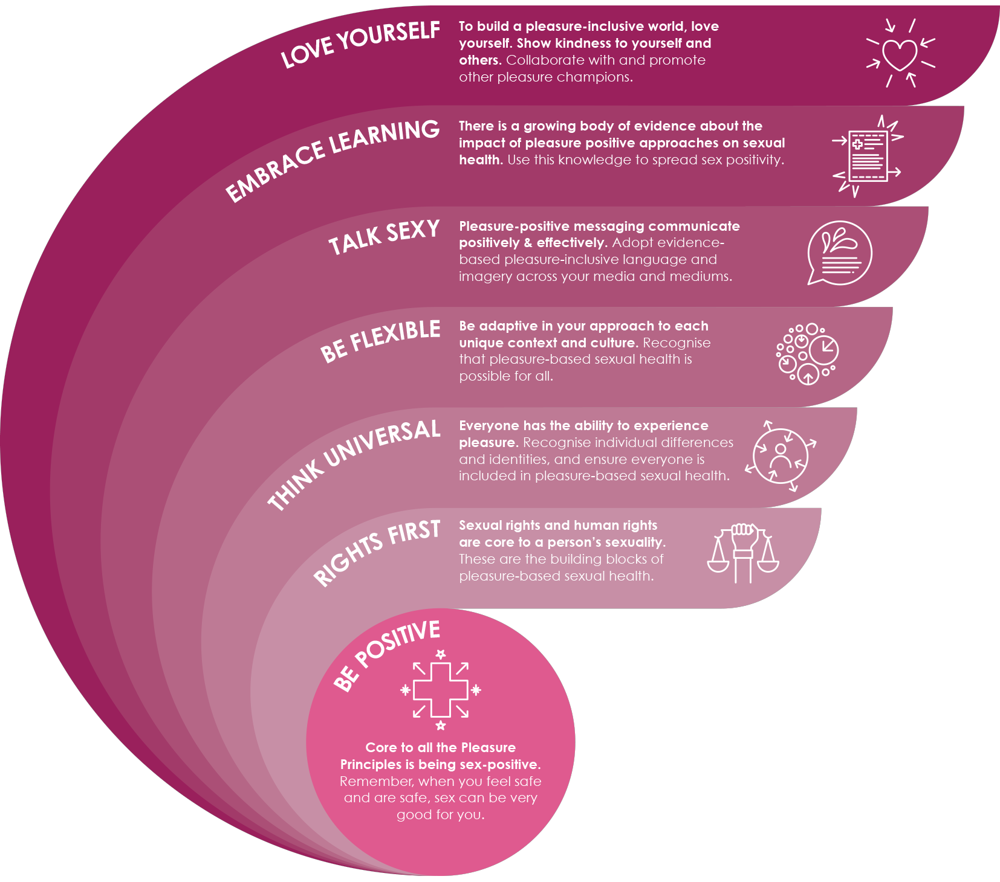 LOVE YOURSELF
To build a pleasure-inclusive world, love
yourself. Show kindness to yourself and
others. Collaborate with and promote
other pleasure champions.
EMBRACE LEARNING
There is a growing body of evidence about the
impact of pleasure positive approaches on sexual
health. Use this knowledge to spread sex positivity.
TALK SEXY
Pleasure-positive messaging communicate
positively & effectively. Adopt evidence-
based pleasure-inclusive language and
imagery across your media and mediums.
BE FLEXIBLE
Be adaptive in your approach to each
unique context and culture. Recognise
that pleasure-based sexual health is
possible for all.
THINK UNIVERSAL
Everyone has the ability to experience
pleasure. Recognise individual differences
and identities, and ensure everyone is
included in pleasure-based sexual health.
RIGHTS FIRST
Sexual rights and human rights
are core to a person’s sexuality.
These are the building blocks of
pleasure-based sexual health.
BE POSITIVE
Core to all the Pleasure
Principles is being sex-positive.
Remember, when you feel safe
and are safe, sex can be very
good for you.